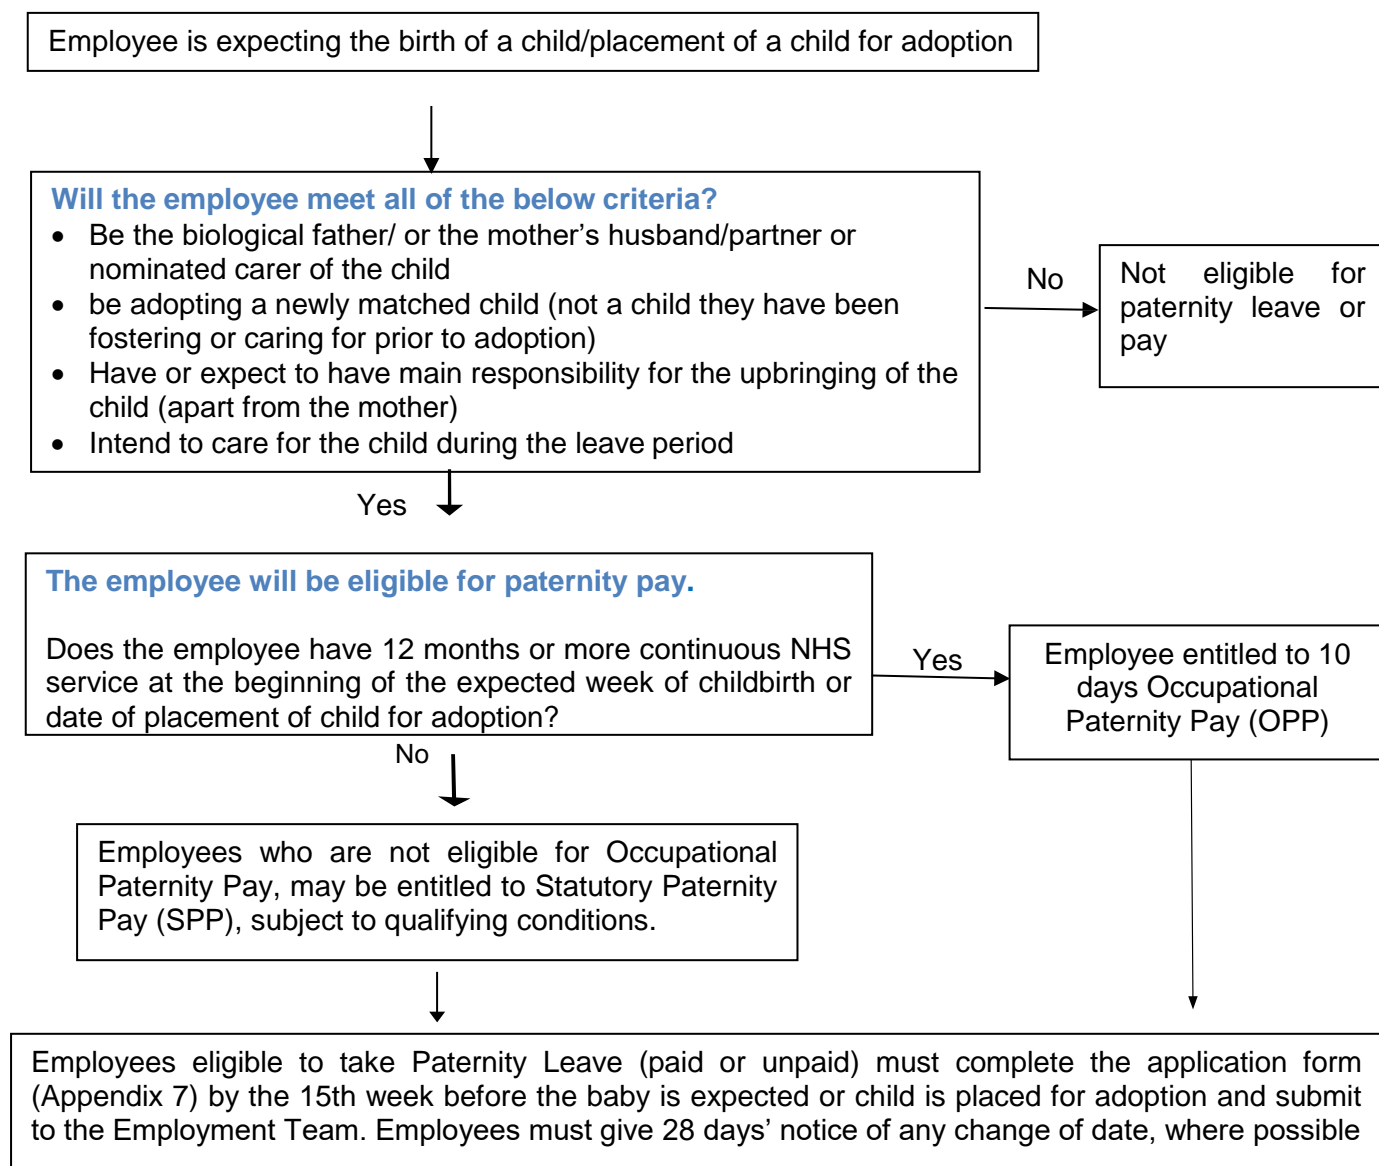 Employee is expecting the birth of a child/placement of a child for adoption
Will the employee meet all of the below criteria?
• Be the biological father/ or the mother’s husband/partner or
nominated carer of the child
• be adopting a newly matched child (not a child they have been
fostering or caring for prior to adoption)
• Have or expect to have main responsibility for the upbringing of the
child (apart from the mother)
• Intend to care for the child during the leave period
No
Not eligible for
paternity leave or
pay
Yes
The employee will be eligible for paternity pay.
Does the employee have 12 months or more continuous NHS
service at the beginning of the expected week of childbirth or
date of placement of child for adoption?
Yes
Employee entitled to 10
days Occupational
Paternity Pay (OPP)
No
Employees who are not eligible for Occupational
Paternity Pay, may be entitled to Statutory Paternity
Pay (SPP), subject to qualifying conditions.
Employees eligible to take Paternity Leave (paid or unpaid) must complete the application form
(Appendix 7) by the 15th week before the baby is expected or child is placed for adoption and submit
to the Employment Team. Employees must give 28 days’ notice of any change of date, where possible